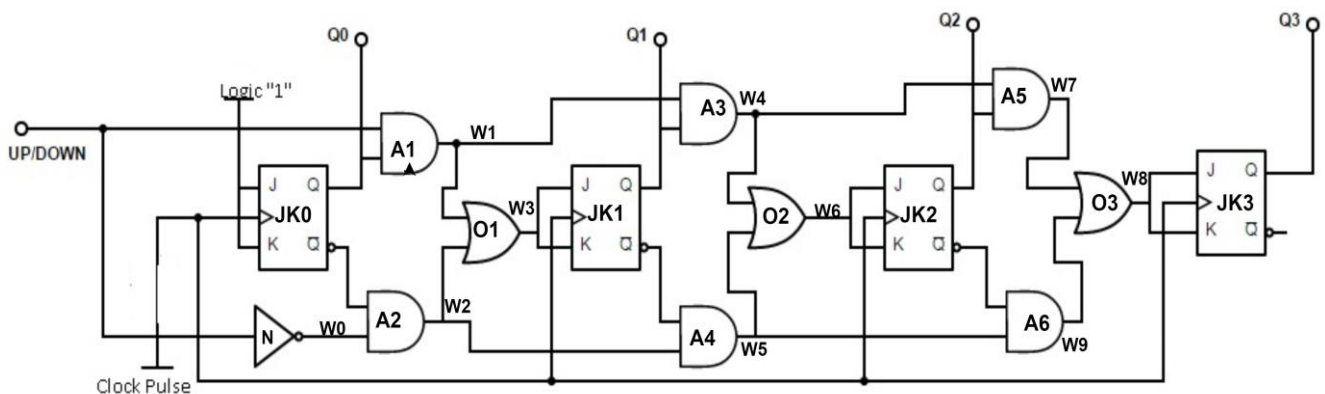 Q0
Q1
Q2
Q3
Logic "1"
UP/DOWN
A1
W1
A3
W4
A5
W7
J
Q
JK0
K
Q̅
O1
W3
J
Q
JK1
K
Q̅
O2
W6
J
Q
JK2
K
Q̅
O3
W8
J
Q
JK3
K
Q̅
N
W0
A2
W2
A4
W5
A6
W9
Clock Pulse